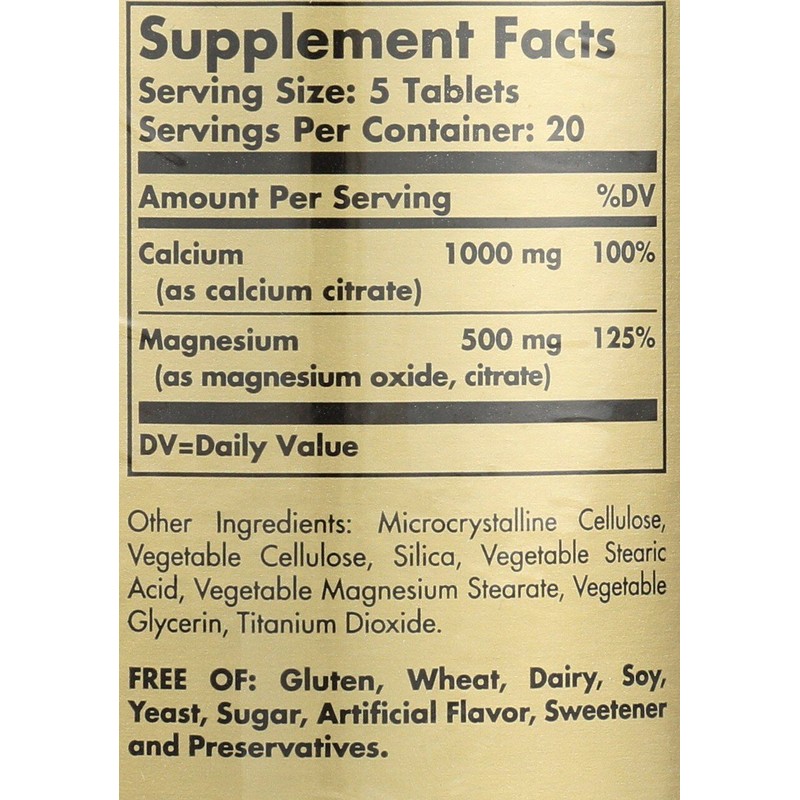 Supplement Facts
Serving Size: 5 Tablets
Servings Per Container: 20
Amount Per Serving %DV
Calcium 1000 mg 100%
(as calcium citrate)
Magnesium 500 mg 125%
(as magnesium oxide, citrate)
DV=Daily Value
Other Ingredients: Microcrystalline Cellulose,
Vegetable Cellulose, Silica, Vegetable Stearic
Acid, Vegetable Magnesium Stearate, Vegetable
Glycerin, Titanium Dioxide.
FREE OF: Gluten, Wheat, Dairy, Soy,
Yeast, Sugar, Artificial Flavor, Sweetener
and Preservatives.